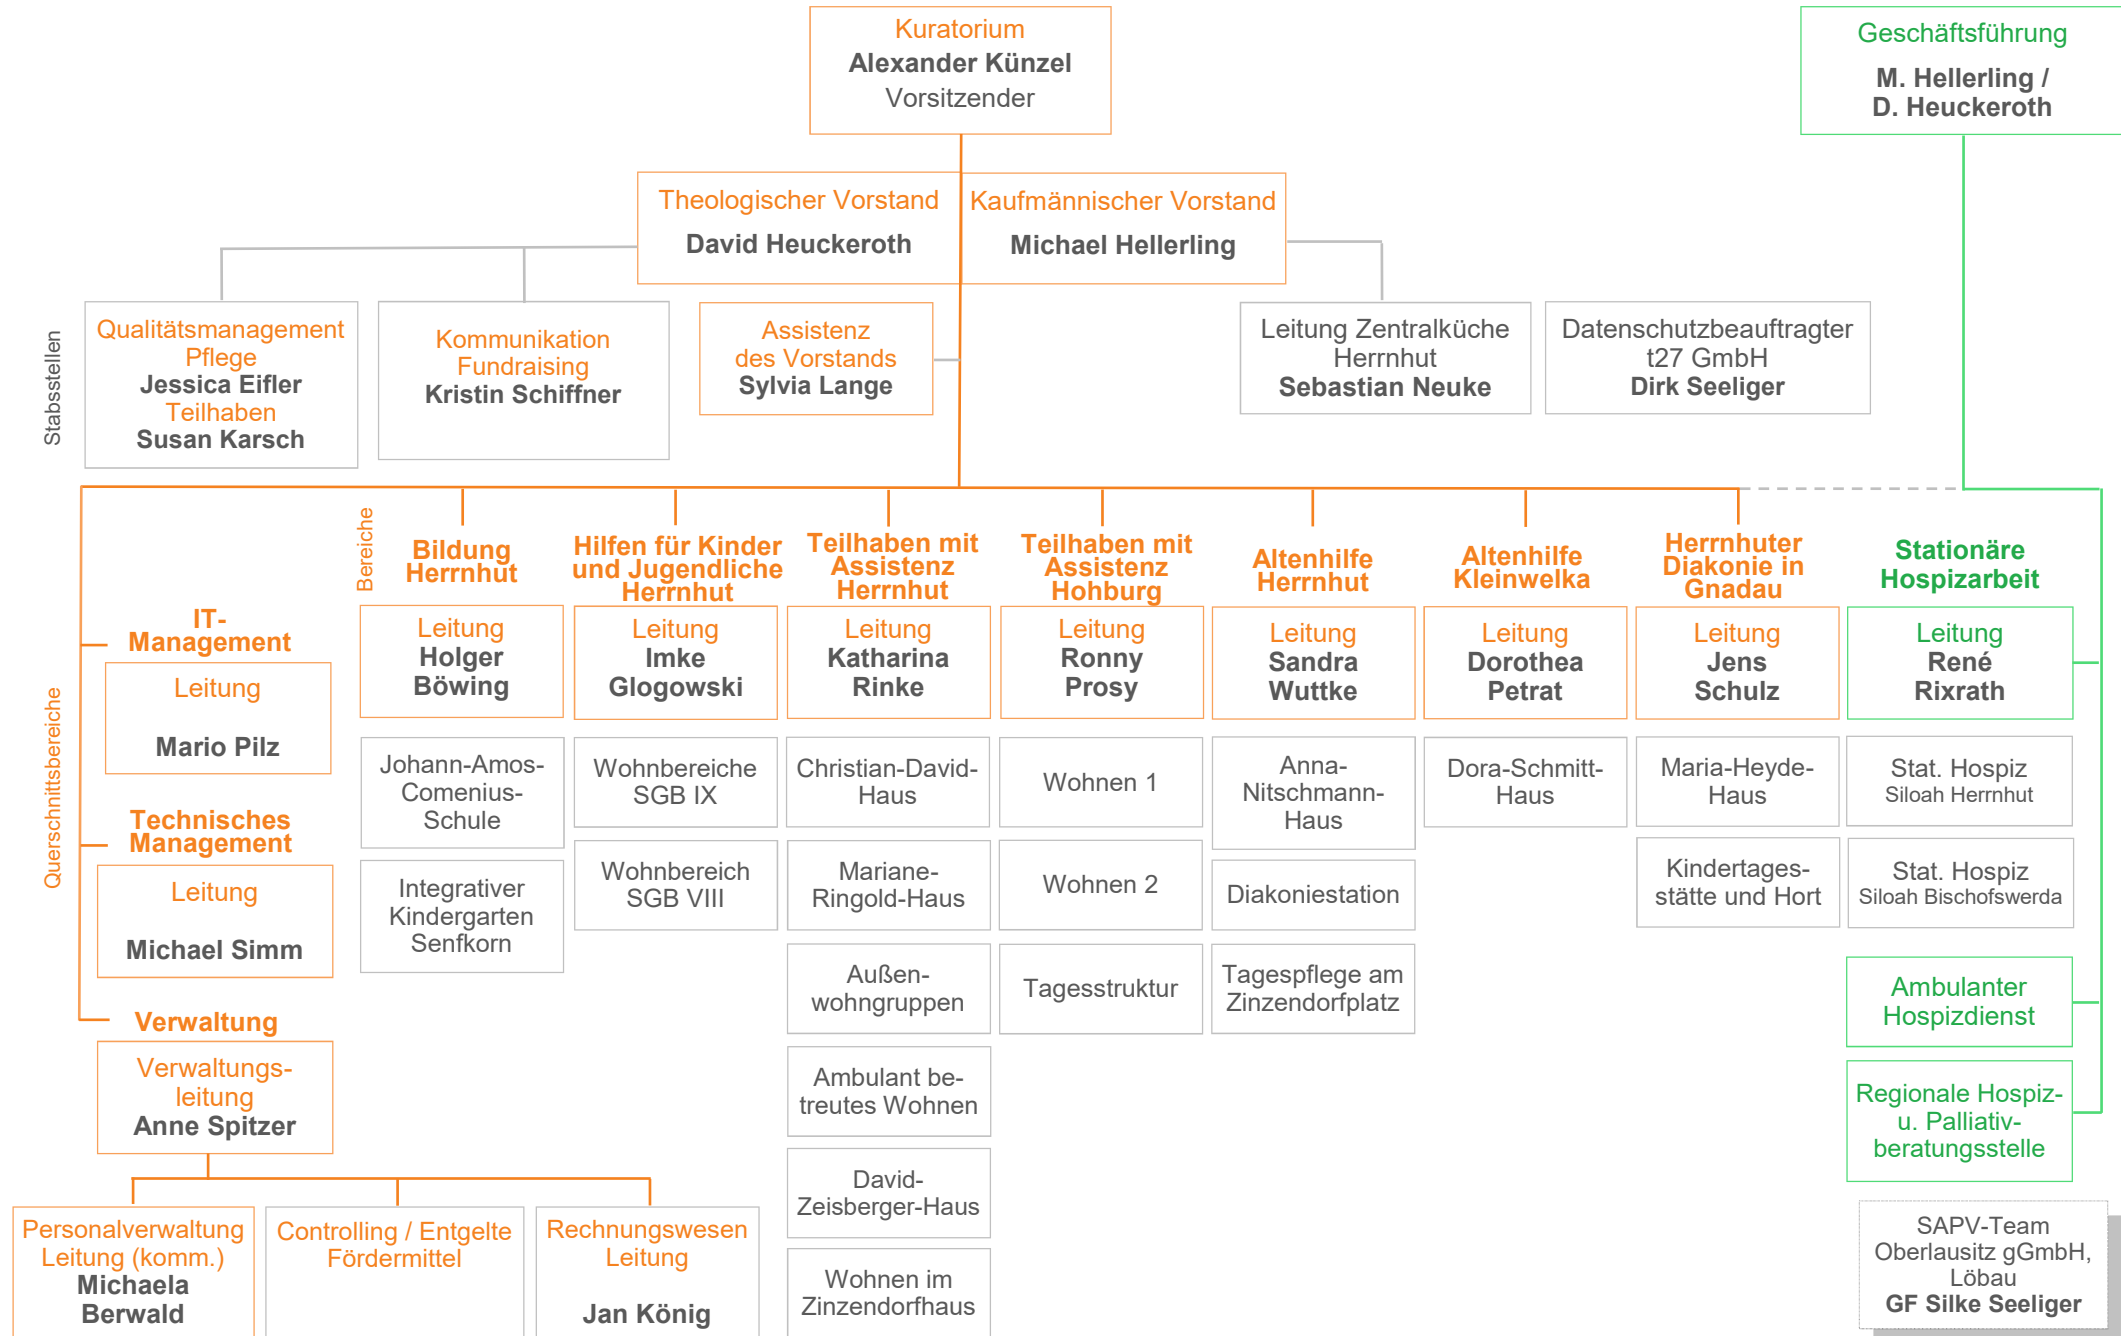 Kuratorium
Alexander Künzel
Vorsitzender
Geschäftsführung
M. Hellerling /
D. Heuckeroth
Theologischer Vorstand
David Heuckeroth
Kaufmännischer Vorstand
Michael Hellerling
Stabsstellen
Qualitätsmanagement
Pflege
Jessica Eifler
Teilhaben
Susan Karsch
Kommunikation
Fundraising
Kristin Schiffner
Assistenz
des Vorstands
Sylvia Lange
Leitung Zentralküche
Herrnhut
Sebastian Neuke
Datenschutzbeauftragter
t27 GmbH
Dirk Seeliger
Querschnittsbereiche
IT-
Management
Leitung
Mario Pilz
Technisches
Management
Leitung
Michael Simm
Verwaltung
Verwaltungs-
leitung
Anne Spitzer
Personalverwaltung
Leitung (komm.)
Michaela
Berwald
Controlling / Entgelte
Fördermittel
Rechnungswesen
Leitung
Jan König
Bereiche
Bildung
Herrnhut
Leitung
Holger
Böwing
Johann-Amos-
Comenius-
Schule
Integrativer
Kindergarten
Senfkorn
Hilfen für Kinder
und Jugendliche
Herrnhut
Leitung
Imke
Glogowski
Wohnbereiche
SGB IX
Wohnbereich
SGB VIII
Teilhaben mit
Assistenz
Herrnhut
Leitung
Katharina
Rinke
Christian-David-
Haus
Mariane-
Ringold-Haus
Außen-
wohngruppen
Ambulant be-
treutes Wohnen
David-
Zeisberger-Haus
Wohnen im
Zinzendorfhaus
Teilhaben mit
Assistenz
Hohburg
Leitung
Ronny
Prosy
Wohnen 1
Wohnen 2
Tagesstruktur
Altenhilfe
Herrnhut
Leitung
Sandra
Wuttke
Anna-
Nitschmann-
Haus
Diakoniestation
Tagespflege am
Zinzendorfplatz
Altenhilfe
Kleinwelka
Leitung
Dorothea
Petrat
Dora-Schmitt-
Haus
Herrnhuter
Diakonie in
Gnadau
Leitung
Jens
Schulz
Maria-Heyde-
Haus
Kindertages-
stätte und Hort
Stationäre
Hospizarbeit
Leitung
René
Rixrath
Stat. Hospiz
Siloah Herrnhut
Stat. Hospiz
Siloah Bischofswerda
Ambulanter
Hospizdienst
Regionale Hospiz-
u. Palliativ-
beratungsstelle
SAPV-Team
Oberlausitz gGmbH,
Löbau
GF Silke Seeliger